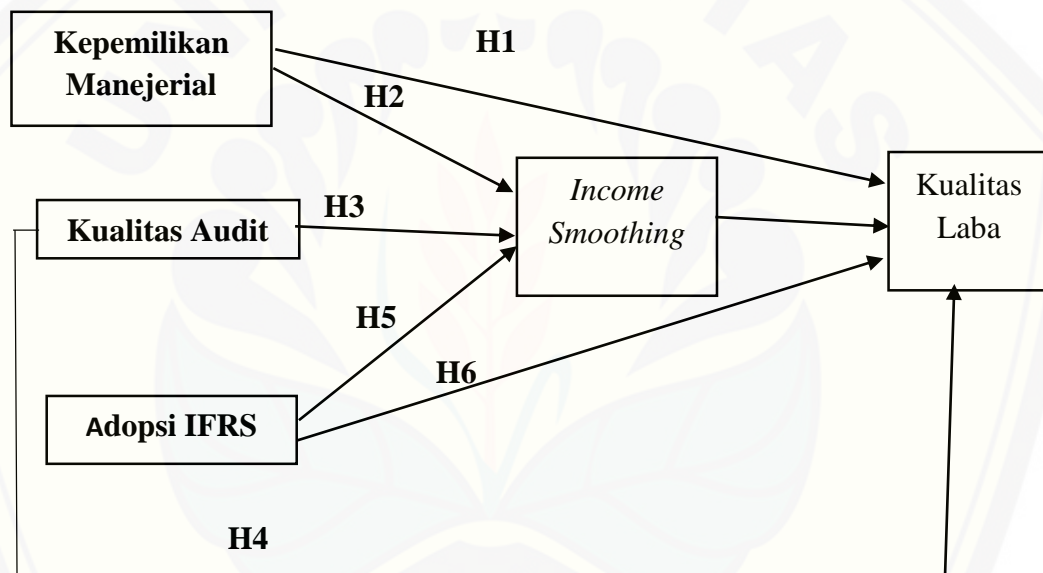 Kepemilikan
Manejerial
H1
H2
Income
Smoothing
Kualitas
Laba
Kualitas Audit
H3
H5
H6
Adopsi IFRS
H4